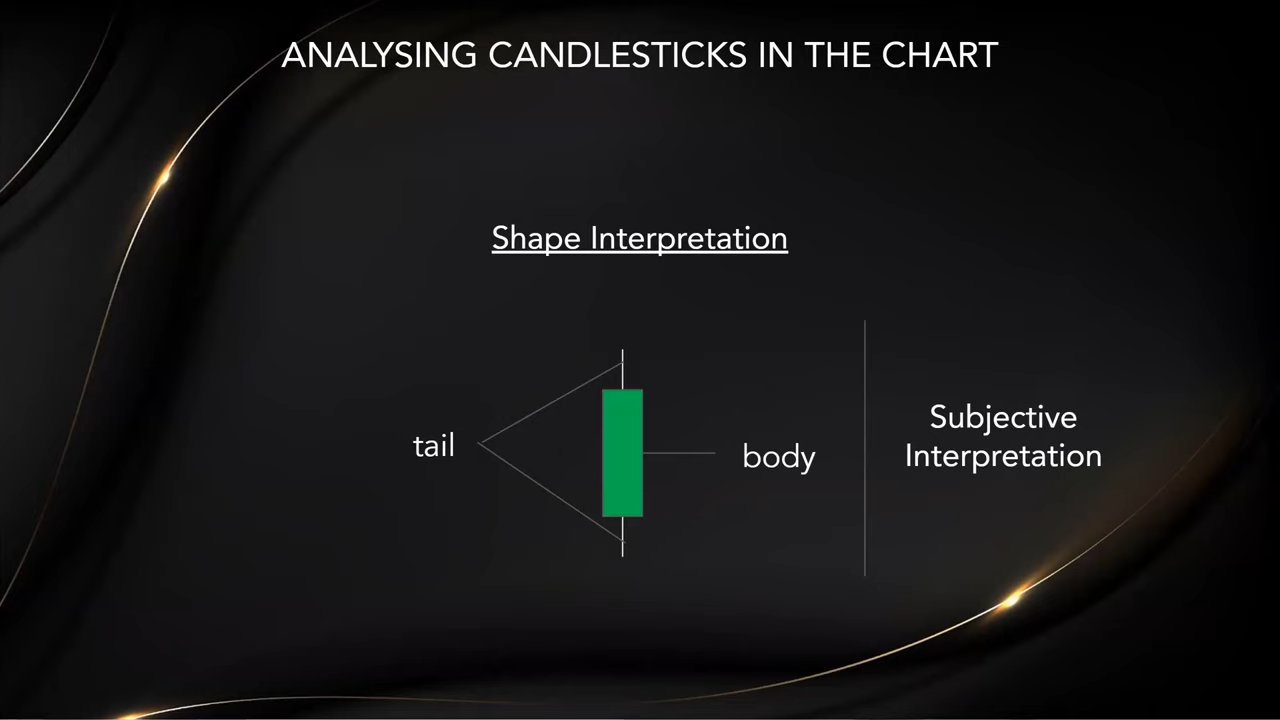 ANALYSING CANDLESTICKS IN THE CHART
Shape Interpretation
tail
body
Subjective
Interpretation